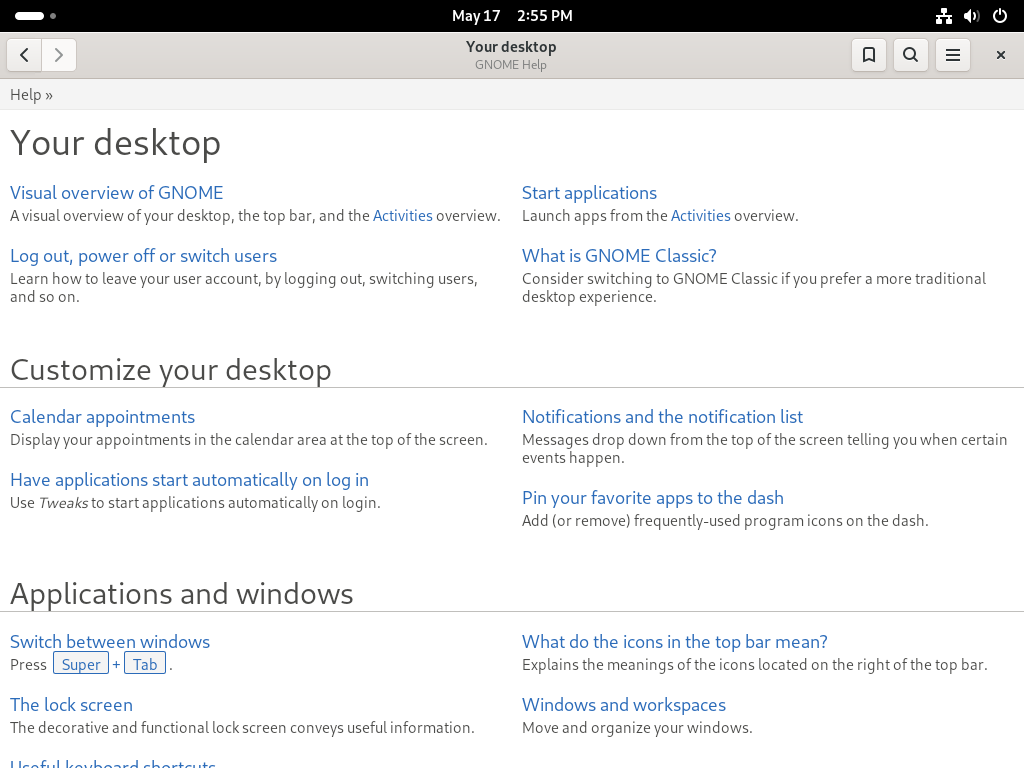 May 17 2:55 PM
Your desktop
GNOME Help
Help »
Your desktop
Visual overview of GNOME
A visual overview of your desktop, the top bar, and the Activities overview.
Log out, power off or switch users
Learn how to leave your user account, by logging out, switching users,
and so on.
Start applications
Launch apps from the Activities overview.
What is GNOME Classic?
Consider switching to GNOME Classic if you prefer a more traditional
desktop experience.
Customize your desktop
Calendar appointments
Display your appointments in the calendar area at the top of the screen.
Have applications start automatically on log in
Use Tweaks to start applications automatically on login.
Notifications and the notification list
Messages drop down from the top of the screen telling you when certain
events happen.
Pin your favorite apps to the dash
Add (or remove) frequently-used program icons on the dash.
Applications and windows
Switch between windows
Press Super + Tab .
The lock screen
The decorative and functional lock screen conveys useful information.
Useful keyboard shortcuts
What do the icons in the top bar mean?
Explains the meanings of the icons located on the right of the top bar.
Windows and workspaces
Move and organize your windows.